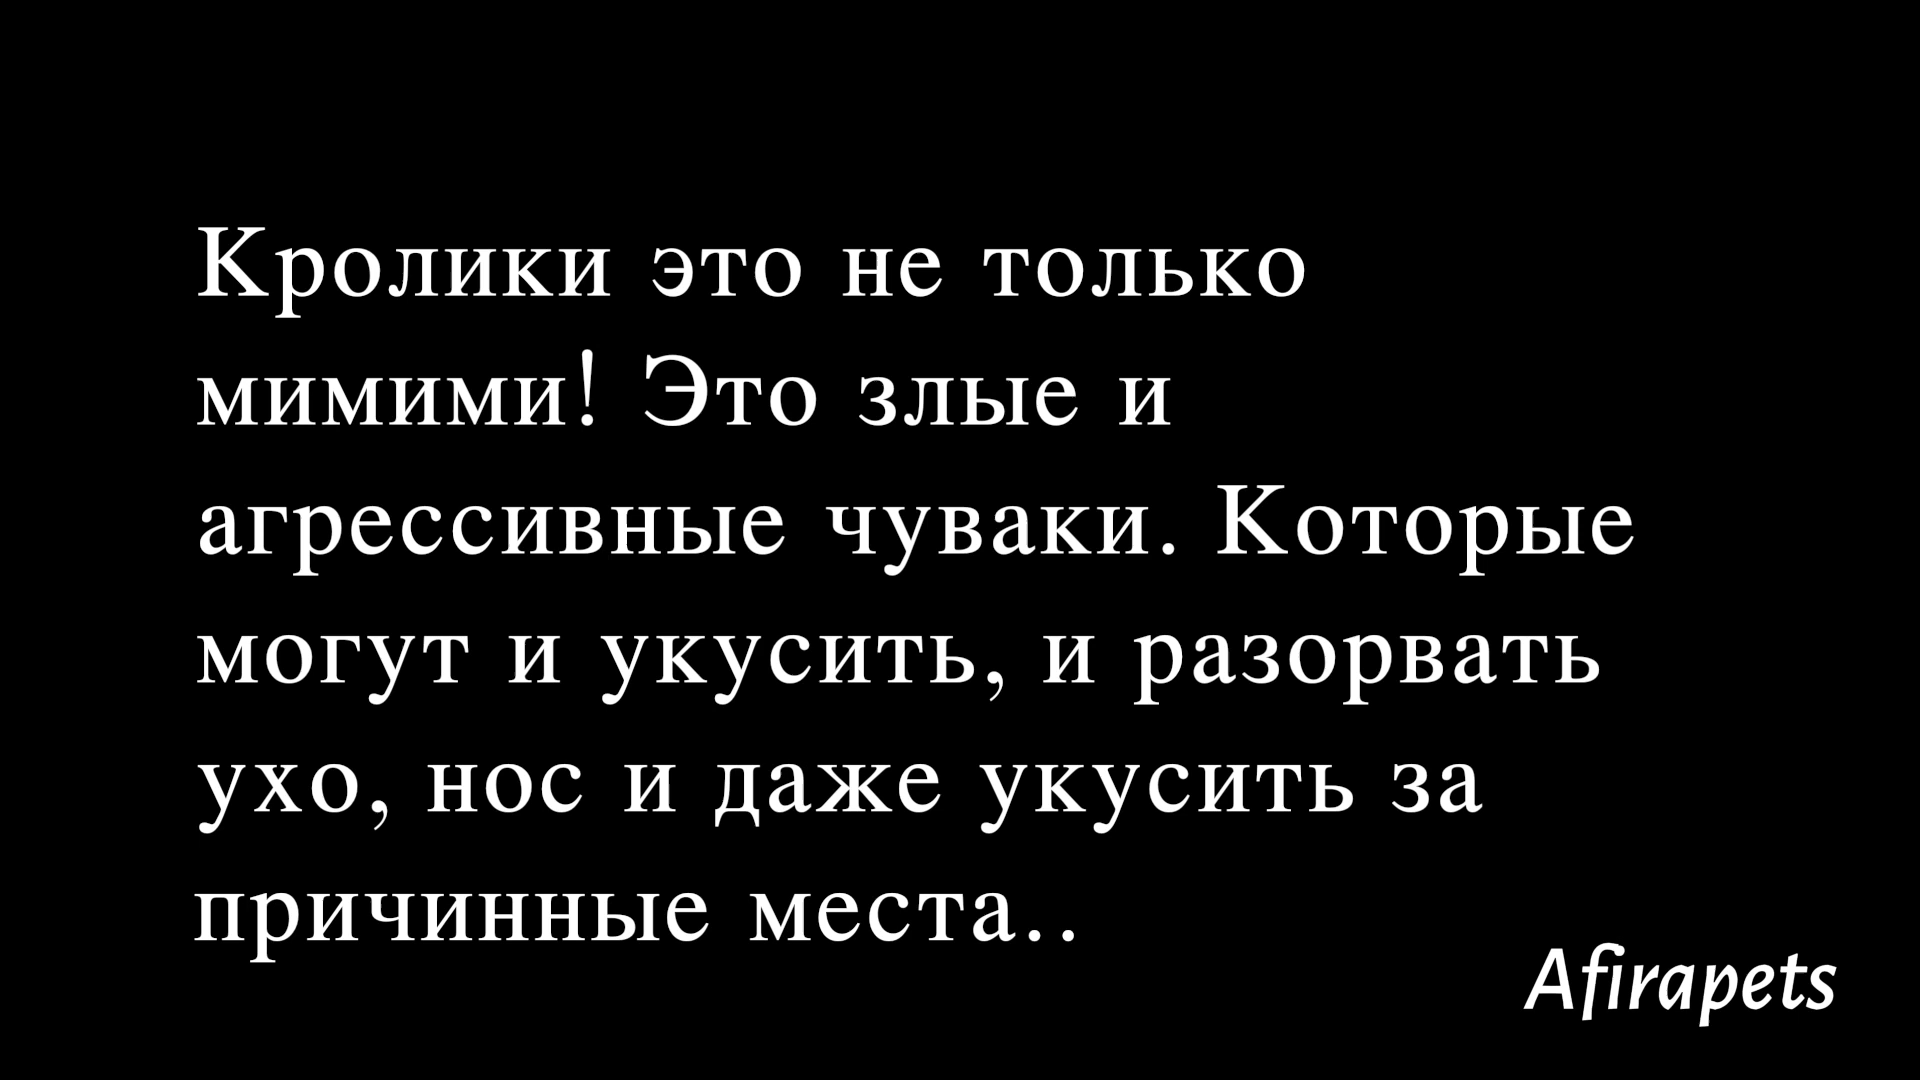 Кролики это не только
мимими! Это злые и
агрессивные чуваки. Которые
могут и укусить, и разорвать
ухо, нос и даже укусить за
причинные места..
Afirapets